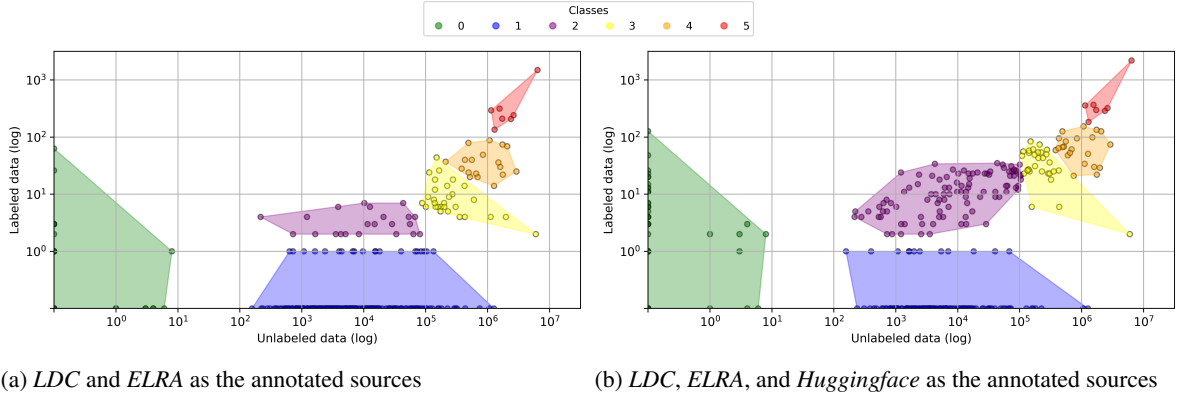 Classes
0 1 2 3 4 5
Labeled data (log)
10³
10²
10¹
10⁰
10⁰ 10¹ 10² 10³ 10⁴ 10⁵ 10⁶ 10⁷
Unlabeled data (log)
(a) LDC and ELRA as the annotated sources
Labeled data (log)
10³
10²
10¹
10⁰
10⁰ 10¹ 10² 10³ 10⁴ 10⁵ 10⁶ 10⁷
Unlabeled data (log)
(b) LDC, ELRA, and Huggingface as the annotated sources